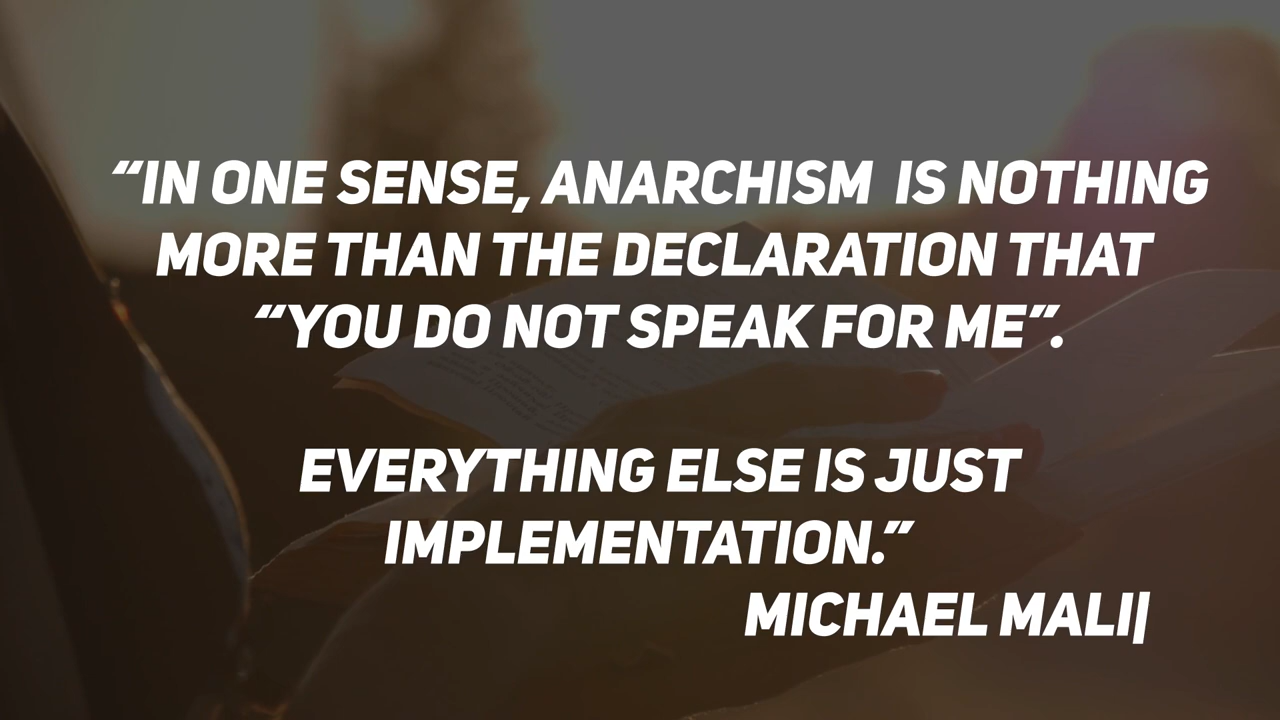 “IN ONE SENSE, ANARCHISM  IS NOTHING
MORE THAN THE DECLARATION THAT
“YOU DO NOT SPEAK FOR ME”.
EVERYTHING ELSE IS JUST
IMPLEMENTATION.”
MICHAEL MALI|